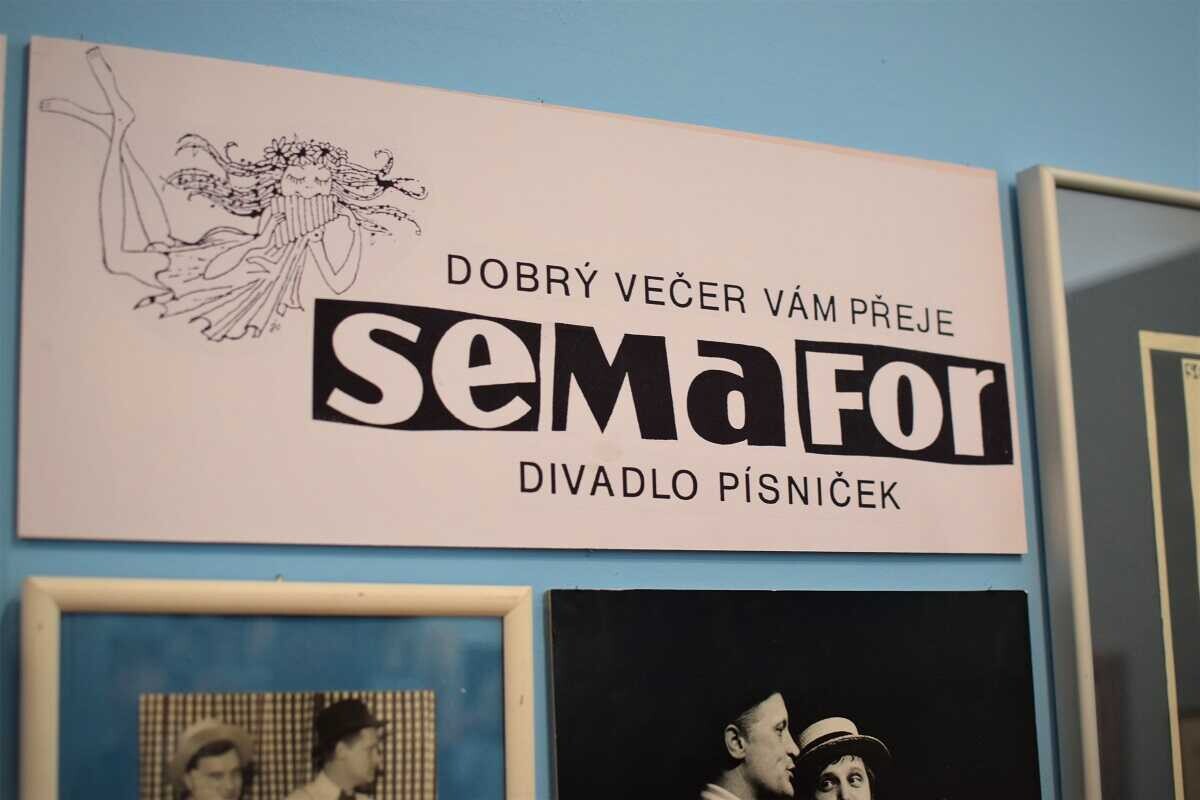 DOBRÝ VEČER VÁM PŘEJE
SEMAFOR
DIVADLO PÍSNIČEK